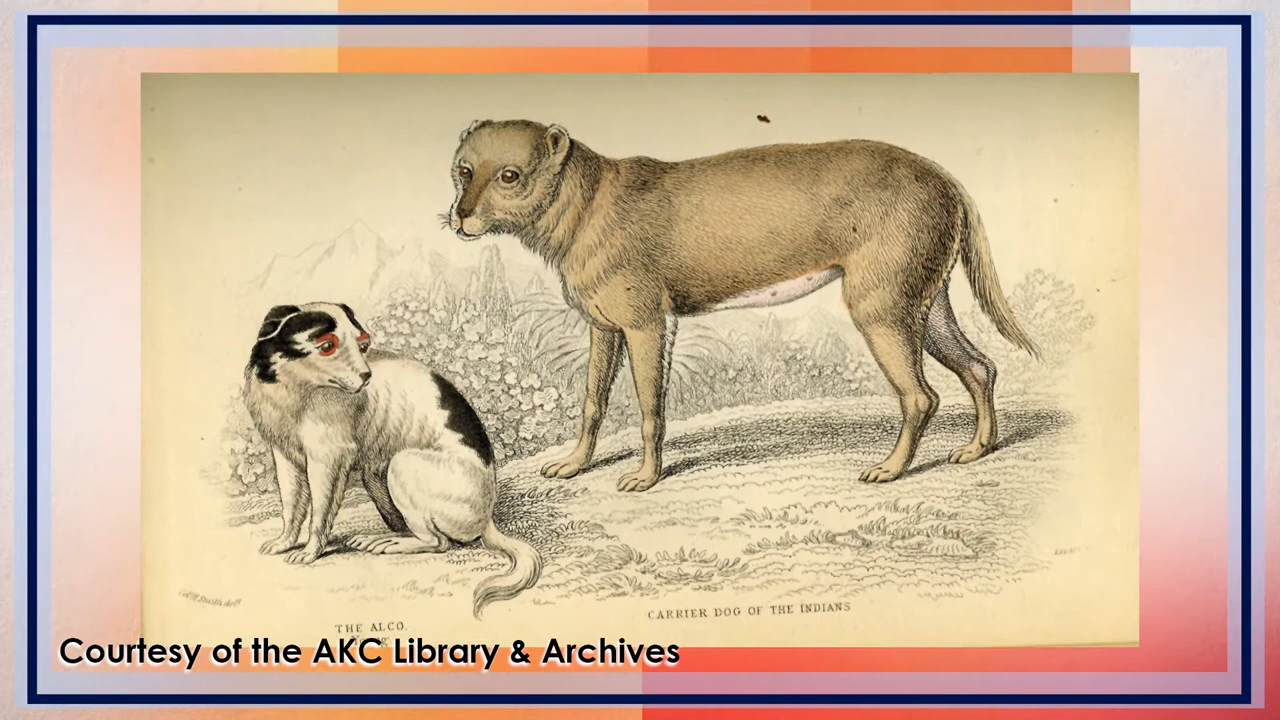 THE ALCO.
CARRIER DOG OF THE INDIANS
Courtesy of the AKC Library & Archives